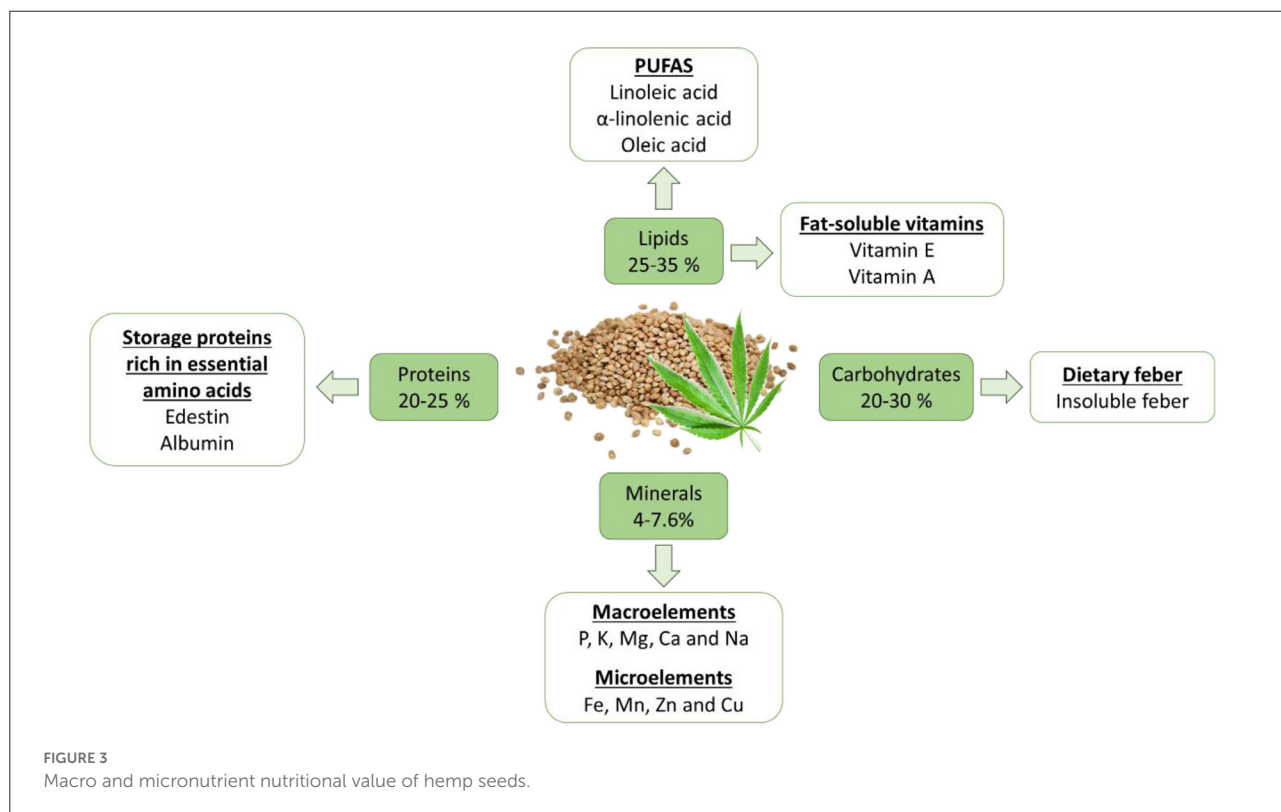 PUFAS
Linoleic acid
α-linolenic acid
Oleic acid
Lipids
25-35 %
Fat-soluble vitamins
Vitamin E
Vitamin A
Storage proteins
rich in essential
amino acids
Edestin
Albumin
Proteins
20-25 %
Carbohydrates
20-30 %
Dietary feber
Insoluble feber
Minerals
4-7.6%
Macroelements
P, K, Mg, Ca and Na
Microelements
Fe, Mn, Zn and Cu
FIGURE 3
Macro and micronutrient nutritional value of hemp seeds.